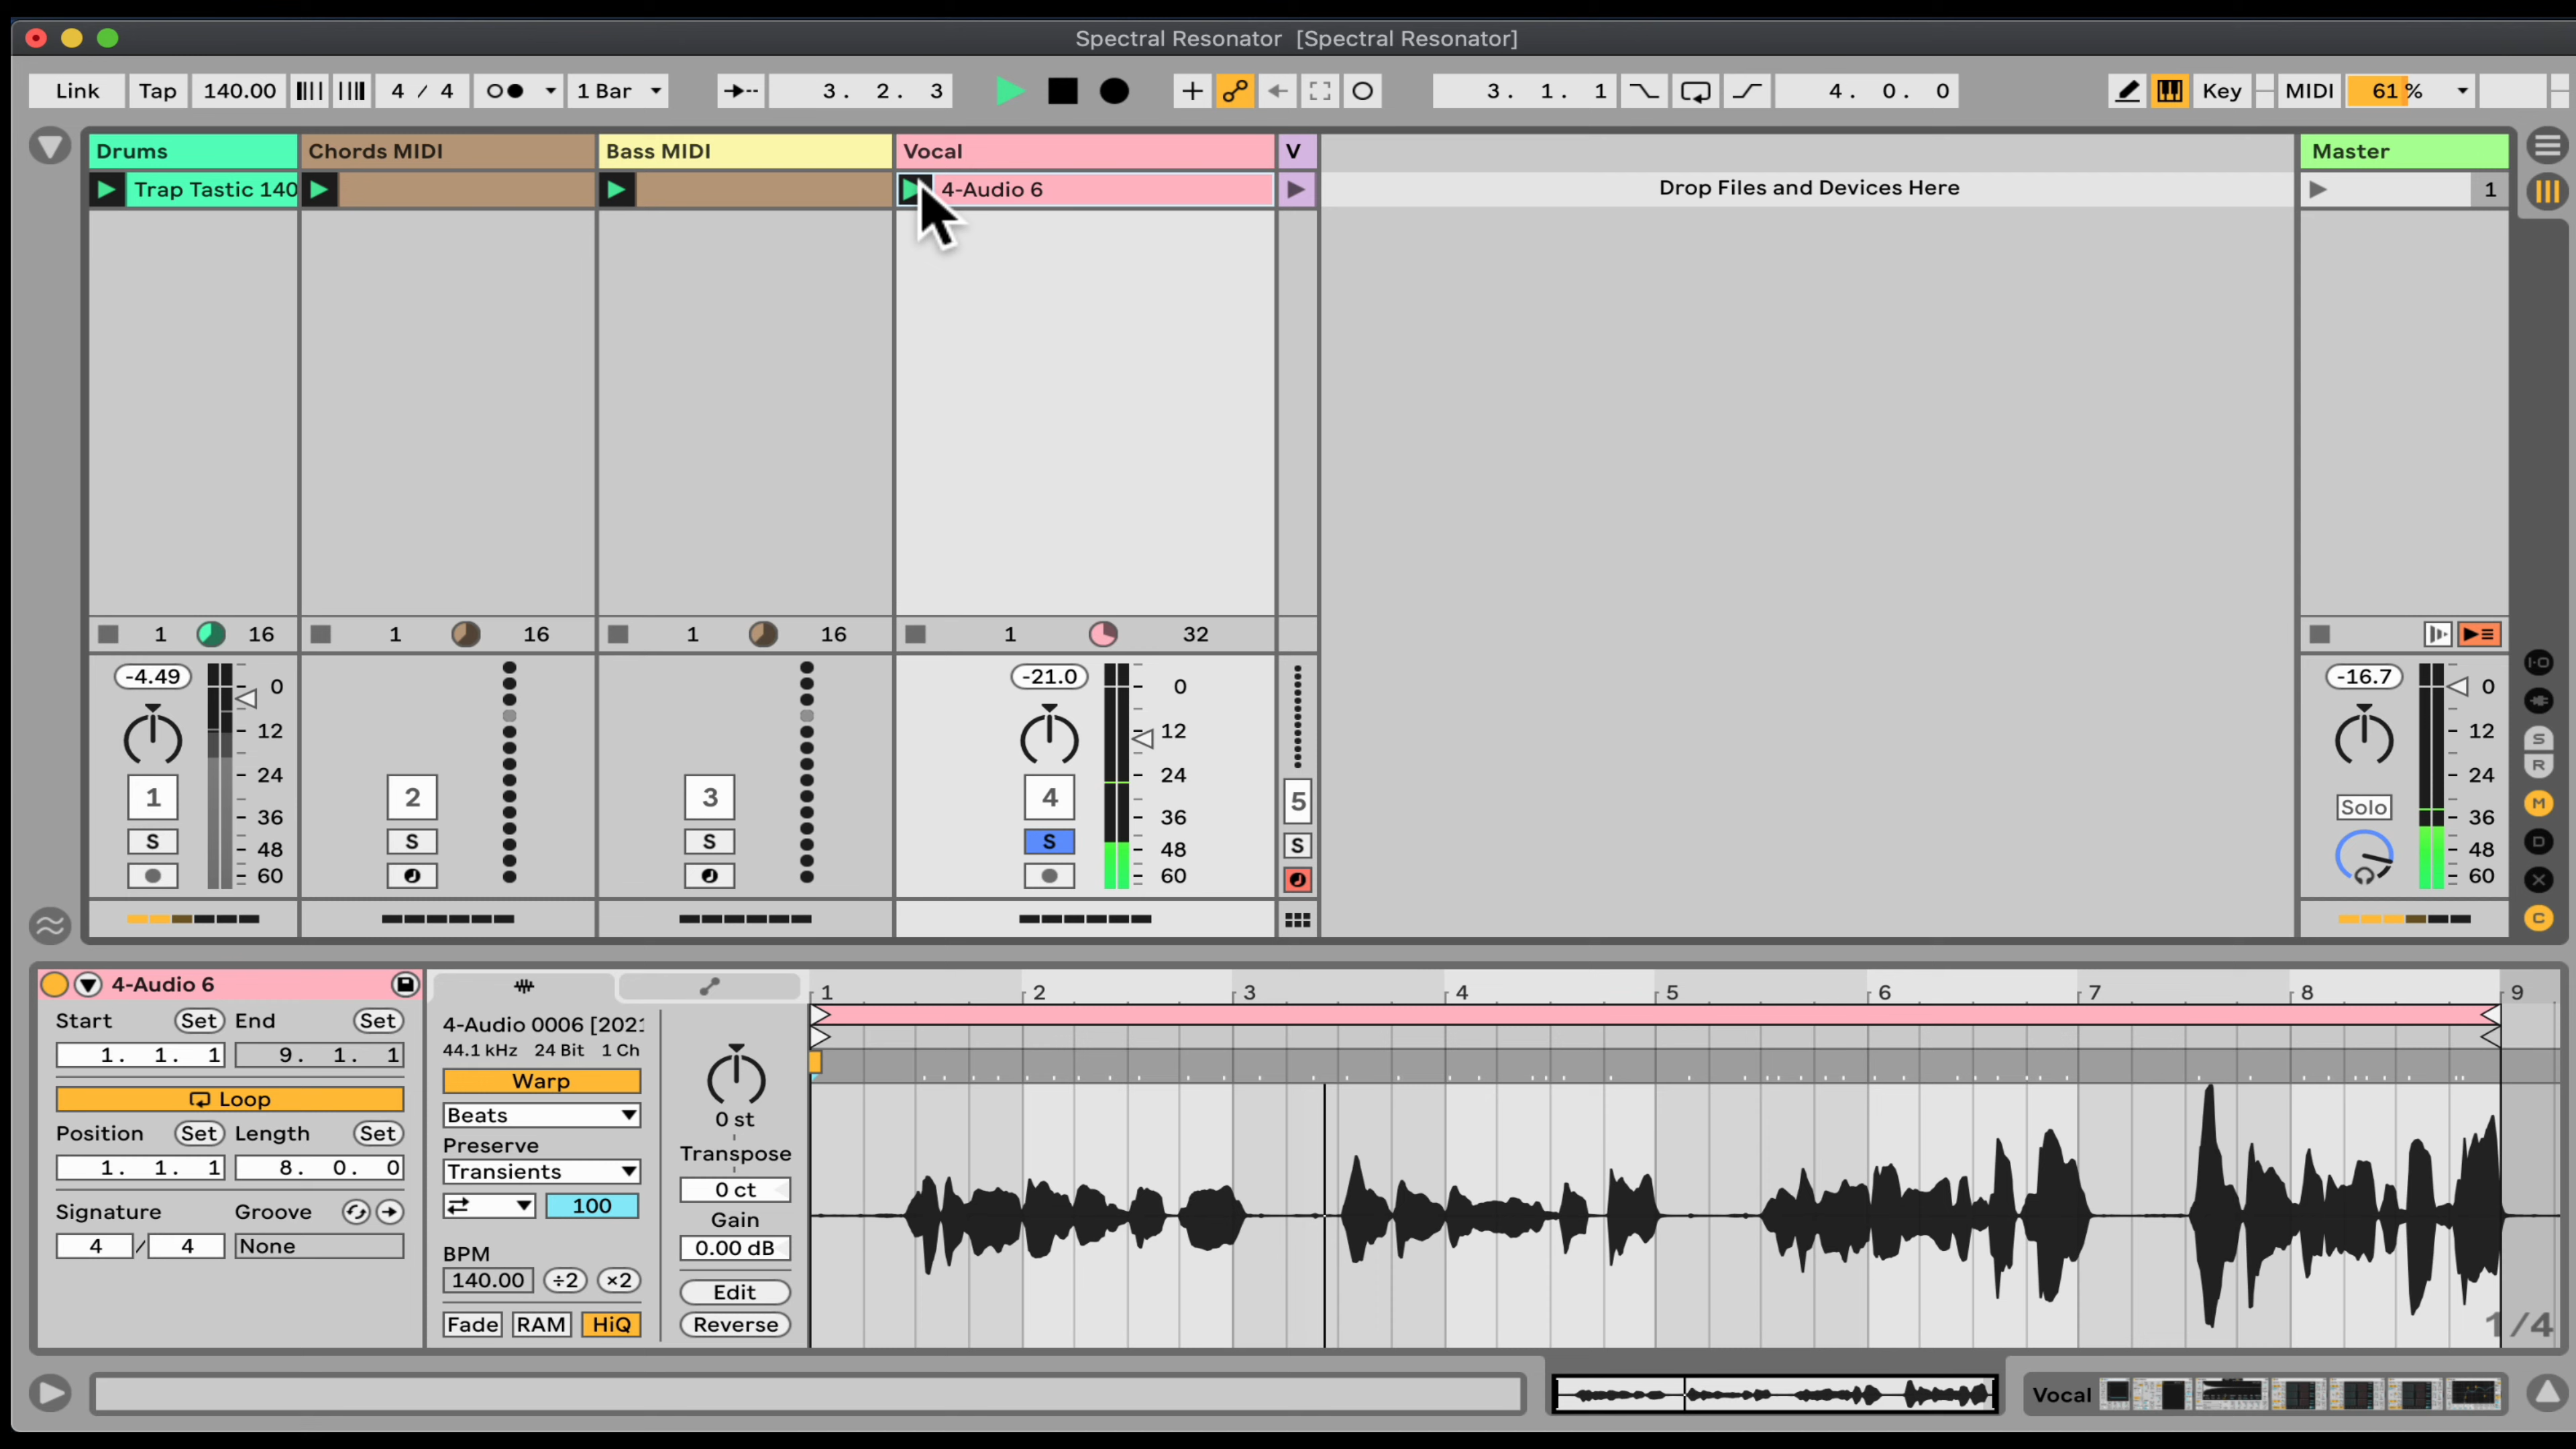 Spectral Resonator [Spectral Resonator]
Link Tap 140.00 4 / 4 1 Bar 3. 2. 3 3. 1. 1 4. 0. 0 Key MIDI 61 %
Drums Chords MIDI Bass MIDI Vocal V Master
Trap Tastic 140 4-Audio 6 Drop Files and Devices Here 1
1 16 1 16 1 16 1 32
-4.49 -21.0 -16.7
0 0 0
12 12 12
24 24 24
1 2 3 4 5 Solo
36 36 36
S S S S S
48 48 48
60 60 60
I-O
S
R
M
D
X
C
4-Audio 6
Start Set End Set
1. 1. 1 9. 1. 1
Loop
Position Set Length Set
1. 1. 1 8. 0. 0
Signature Groove
4 / 4 None
4-Audio 0006 [2021
44.1 kHz 24 Bit 1 Ch
Warp
Beats
Preserve
Transients
100
BPM
140.00 ÷2 ×2
Fade RAM HiQ
0 st
Transpose
0 ct
Gain
0.00 dB
Edit
Reverse
1 2 3 4 5 6 7 8 9
1/4
Vocal